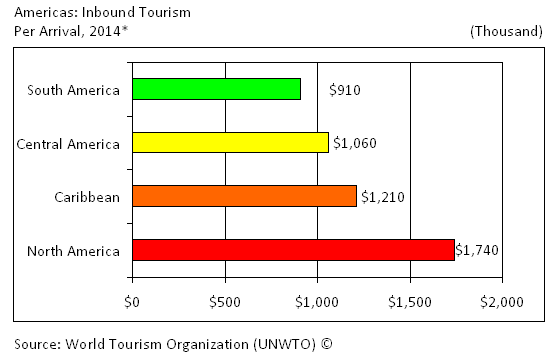 Americas: Inbound Tourism
Per Arrival, 2014*
(Thousand)
South America
$910
Central America
$1,060
Caribbean
$1,210
North America
$1,740
$0 $500 $1,000 $1,500 $2,000
Source: World Tourism Organization (UNWTO) ©